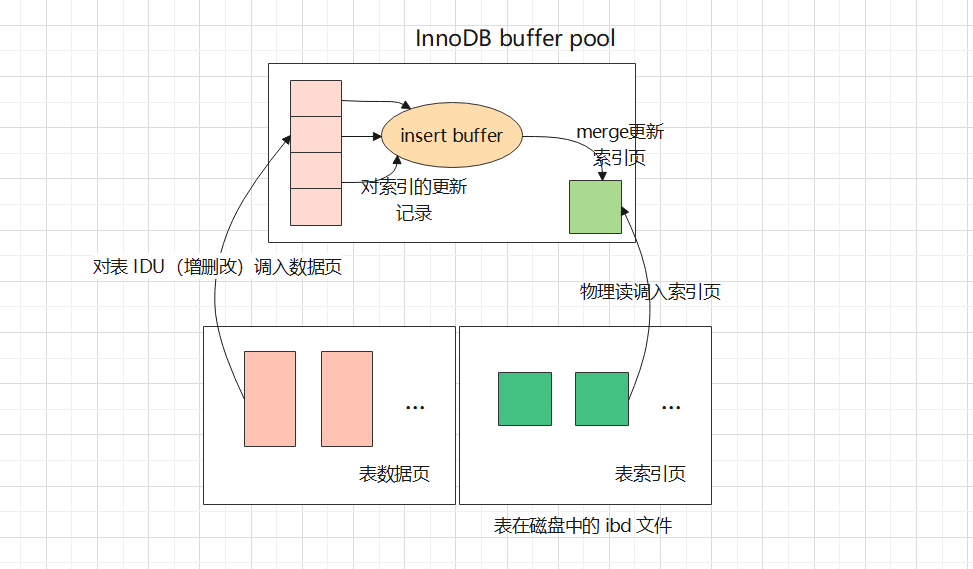 InnoDB buffer pool
insert buffer
merge更新
索引页
对索引的更新
记录
对表 IDU（增删改）调入数据页
物理读调入索引页
...
...
表数据页
表索引页
表在磁盘中的 ibd 文件